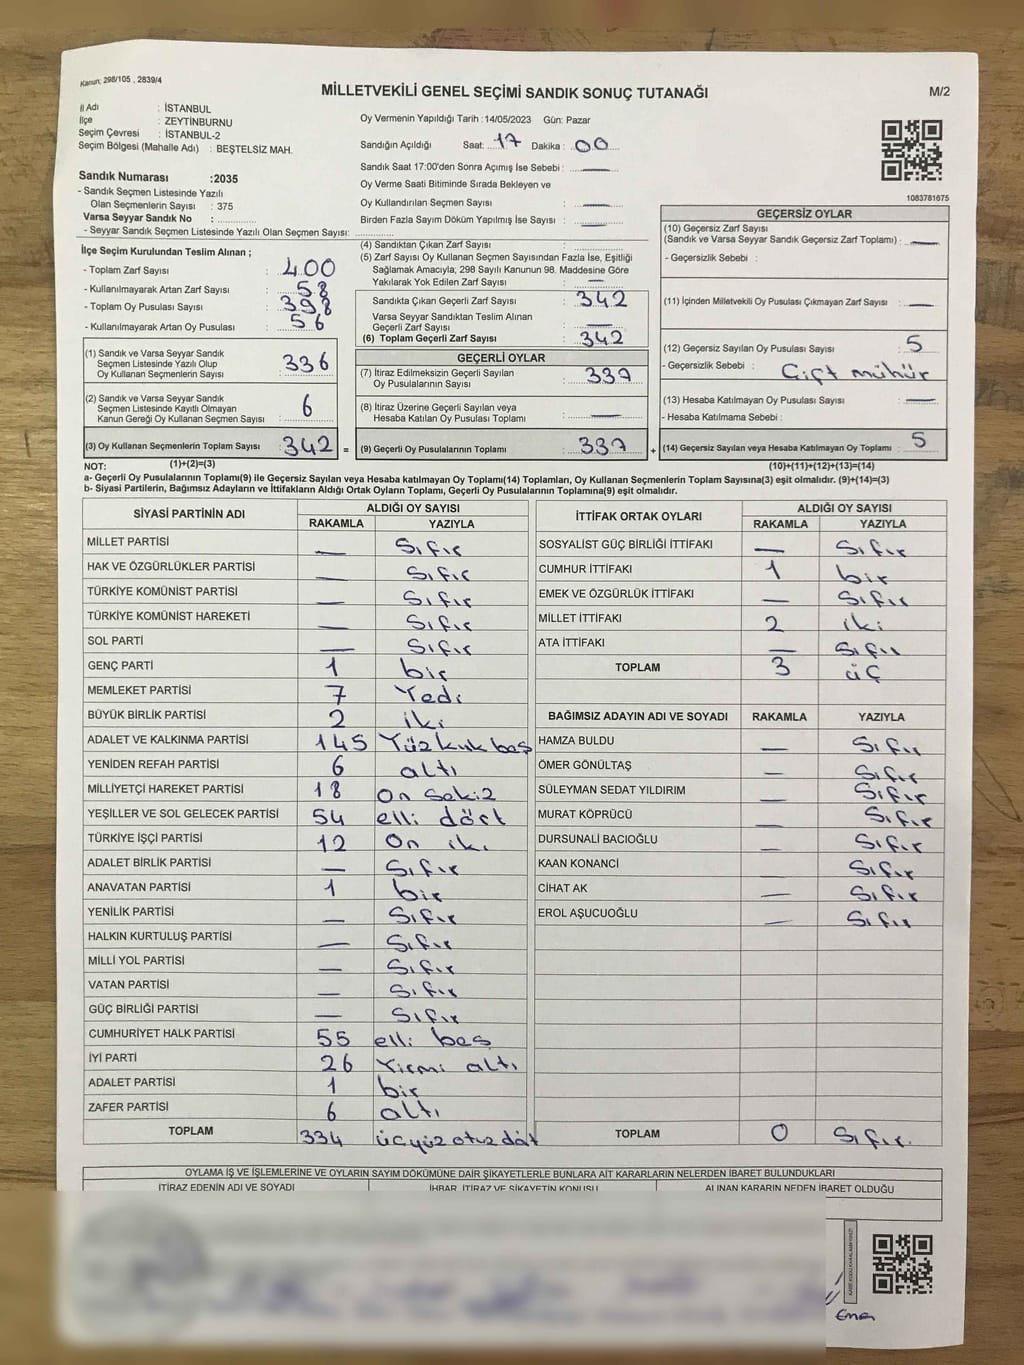 Kanun: 298/105 , 2839/4
MİLLETVEKİLİ GENEL SEÇİMİ SANDIK SONUÇ TUTANAĞI
M/2
İl Adı : İSTANBUL
İlçe : ZEYTİNBURNU
Seçim Çevresi : İSTANBUL-2
Seçim Bölgesi (Mahalle Adı) : BEŞTELSİZ MAH.
Sandık Numarası :2035
- Sandık Seçmen Listesinde Yazılı
Olan Seçmenlerin Sayısı : 375
Varsa Seyyar Sandık No :
- Seyyar Sandık Seçmen Listesinde Yazılı Olan Seçmen Sayısı:
Oy Vermenin Yapıldığı Tarih :14/05/2023 Gün: Pazar
Sandığın Açıldığı Saat: 17 Dakika : 00
Sandık Saat 17:00'den Sonra Açımış İse Sebebi : —
Oy Verme Saati Bitiminde Sırada Bekleyen ve
Oy Kullandırılan Seçmen Sayısı : —
Birden Fazla Sayım Döküm Yapılmış İse Sayısı : —
1083781675
İlçe Seçim Kurulundan Teslim Alınan ;
- Toplam Zarf Sayısı : 400
- Kullanılmayarak Artan Zarf Sayısı : 58
- Toplam Oy Pusulası Sayısı : 398
- Kullanılmayarak Artan Oy Pusulası : 56
(1) Sandık ve Varsa Seyyar Sandık
Seçmen Listesinde Yazılı Olup
Oy Kullanan Seçmenlerin Sayısı : 336
(2) Sandık ve Varsa Seyyar Sandık
Seçmen Listesinde Kayıtlı Olmayan
Kanun Gereği Oy Kullanan Seçmen Sayısı : 6
(3) Oy Kullanan Seçmenlerin Toplam Sayısı : 342 =
(1)+(2)=(3)
(4) Sandıktan Çıkan Zarf Sayısı :
(5) Zarf Sayısı Oy Kullanan Seçmen Sayısından Fazla İse, Eşitliği
Sağlamak Amacıyla; 298 Sayılı Kanunun 98. Maddesine Göre
Yakılarak Yok Edilen Zarf Sayısı : —
Sandıkta Çıkan Geçerli Zarf Sayısı : 342
Varsa Seyyar Sandıktan Teslim Alınan
Geçerli Zarf Sayısı : —
(6) Toplam Geçerli Zarf Sayısı : 342
GEÇERLİ OYLAR
(7) İtiraz Edilmeksizin Geçerli Sayılan
Oy Pusulalarının Sayısı : 337
(8) İtiraz Üzerine Geçerli Sayılan veya
Hesaba Katılan Oy Pusulası Toplamı : —
(9) Geçerli Oy Pusulalarının Toplamı : 337 +
GEÇERSİZ OYLAR
(10) Geçersiz Zarf Sayısı
(Sandık ve Varsa Seyyar Sandık Geçersiz Zarf Toplamı) : —
- Geçersizlik Sebebi :
(11) İçinden Milletvekili Oy Pusulası Çıkmayan Zarf Sayısı : —
(12) Geçersiz Sayılan Oy Pusulası Sayısı : 5
- Geçersizlik Sebebi : Çift mühür
(13) Hesaba Katılmayan Oy Pusulası Sayısı : —
- Hesaba Katılmama Sebebi :
(14) Geçersiz Sayılan veya Hesaba Katılmayan Oy Toplamı : 5
(10)+(11)+(12)+(13)=(14)
NOT:
a- Geçerli Oy Pusulalarının Toplamı(9) ile Geçersiz Sayılan veya Hesaba katılmayan Oy Toplamı(14) Toplamları, Oy Kullanan Seçmenlerin Toplam Sayısına(3) eşit olmalıdır. (9)+(14)=(3)
b- Siyasi Partilerin, Bağımsız Adayların ve İttifakların Aldığı Ortak Oyların Toplamı, Geçerli Oy Pusulalarının Toplamına(9) eşit olmalıdır.
SİYASİ PARTİNİN ADI ALDIĞI OY SAYISI
RAKAMLA YAZIYLA
MİLLET PARTİSİ — Sıfır
HAK VE ÖZGÜRLÜKLER PARTİSİ — Sıfır
TÜRKİYE KOMÜNİST PARTİSİ — Sıfır
TÜRKİYE KOMÜNİST HAREKETİ — Sıfır
SOL PARTİ — Sıfır
GENÇ PARTİ 1 bir
MEMLEKET PARTİSİ 7 Yedi
BÜYÜK BİRLİK PARTİSİ 2 iki
ADALET VE KALKINMA PARTİSİ 145 Yüz kırk beş
YENİDEN REFAH PARTİSİ 6 altı
MİLLİYETÇİ HAREKET PARTİSİ 18 On sekiz
YEŞİLLER VE SOL GELECEK PARTİSİ 54 elli dört
TÜRKİYE İŞÇİ PARTİSİ 12 On iki
ADALET BİRLİK PARTİSİ — Sıfır
ANAVATAN PARTİSİ 1 bir
YENİLİK PARTİSİ — Sıfır
HALKIN KURTULUŞ PARTİSİ — Sıfır
MİLLİ YOL PARTİSİ — Sıfır
VATAN PARTİSİ — Sıfır
GÜÇ BİRLİĞİ PARTİSİ — Sıfır
CUMHURİYET HALK PARTİSİ 55 elli beş
İYİ PARTİ 26 Yirmi altı
ADALET PARTİSİ 1 bir
ZAFER PARTİSİ 6 altı
TOPLAM 334 üçyüz otuz dört
İTTİFAK ORTAK OYLARI ALDIĞI OY SAYISI
RAKAMLA YAZIYLA
SOSYALİST GÜÇ BİRLİĞİ İTTİFAKI — Sıfır
CUMHUR İTTİFAKI 1 bir
EMEK VE ÖZGÜRLÜK İTTİFAKI — Sıfır
MİLLET İTTİFAKI 2 iki
ATA İTTİFAKI — Sıfır
TOPLAM 3 üç
BAĞIMSIZ ADAYIN ADI VE SOYADI RAKAMLA YAZIYLA
HAMZA BULDU — Sıfır
ÖMER GÖNÜLTAŞ — Sıfır
SÜLEYMAN SEDAT YILDIRIM — Sıfır
MURAT KÖPRÜCÜ — Sıfır
DURSUNALİ BACIOĞLU — Sıfır
KAAN KONANCİ — Sıfır
CİHAT AK — Sıfır
EROL AŞUCUOĞLU — Sıfır
TOPLAM 0 Sıfır
OYLAMA İŞ VE İŞLEMLERİNE VE OYLARIN SAYIM DÖKÜMÜNE DAİR ŞİKAYETLERLE BUNLARA AİT KARARLARIN NELERDEN İBARET BULUNDUKLARI
İTİRAZ EDENİN ADI VE SOYADI İHBAR, İTİRAZ VE ŞİKAYETİN KONUSU ALINAN KARARIN NEDEN İBARET OLDUĞU